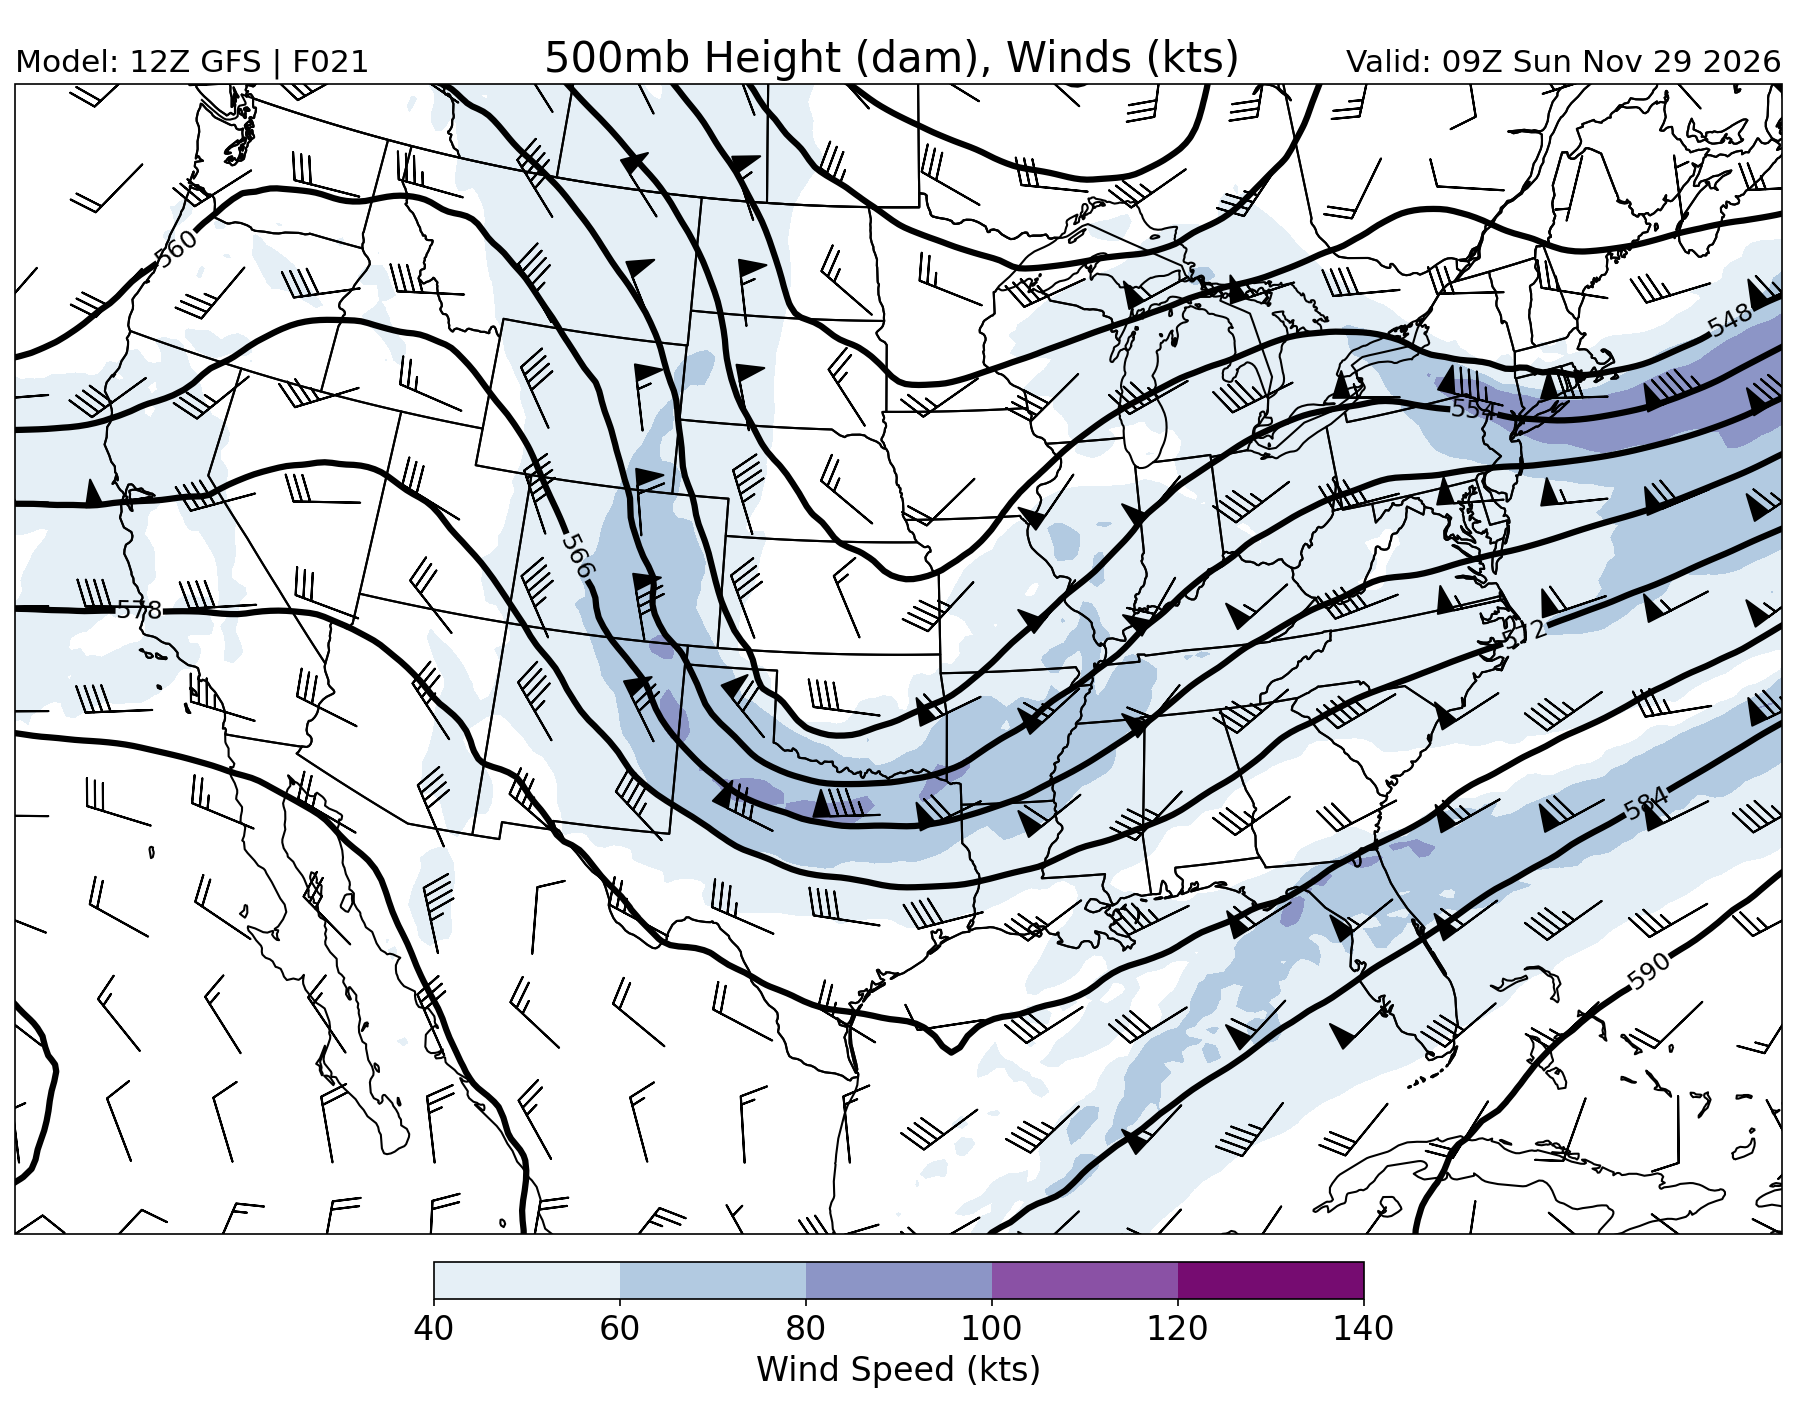 Model: 12Z GFS | F021
500mb Height (dam), Winds (kts)
Valid: 09Z Sun Nov 29 2026
560
548
554
566
578
572
584
590
40 60 80 100 120 140
Wind Speed (kts)